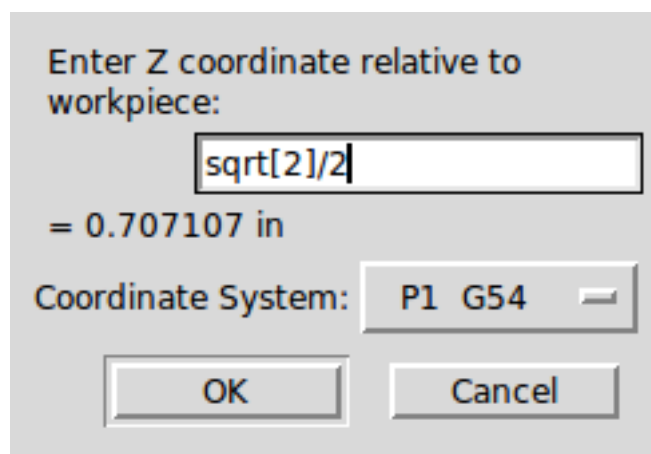 Enter Z coordinate relative to
workpiece:
sqrt[2]/2
= 0.707107 in
Coordinate System: P1 G54
OK Cancel